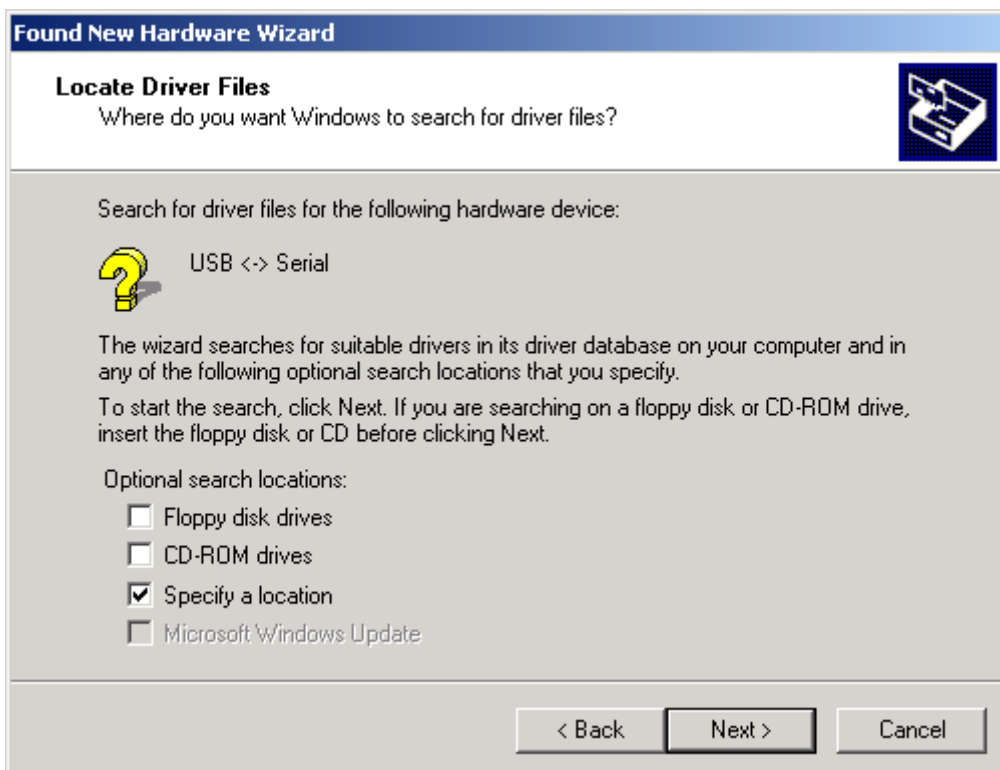 Found New Hardware Wizard
Locate Driver Files
Where do you want Windows to search for driver files?
Search for driver files for the following hardware device:
USB <-> Serial
The wizard searches for suitable drivers in its driver database on your computer and in
any of the following optional search locations that you specify.
To start the search, click Next. If you are searching on a floppy disk or CD-ROM drive,
insert the floppy disk or CD before clicking Next.
Optional search locations:
Floppy disk drives
CD-ROM drives
Specify a location
Microsoft Windows Update
< Back Next > Cancel